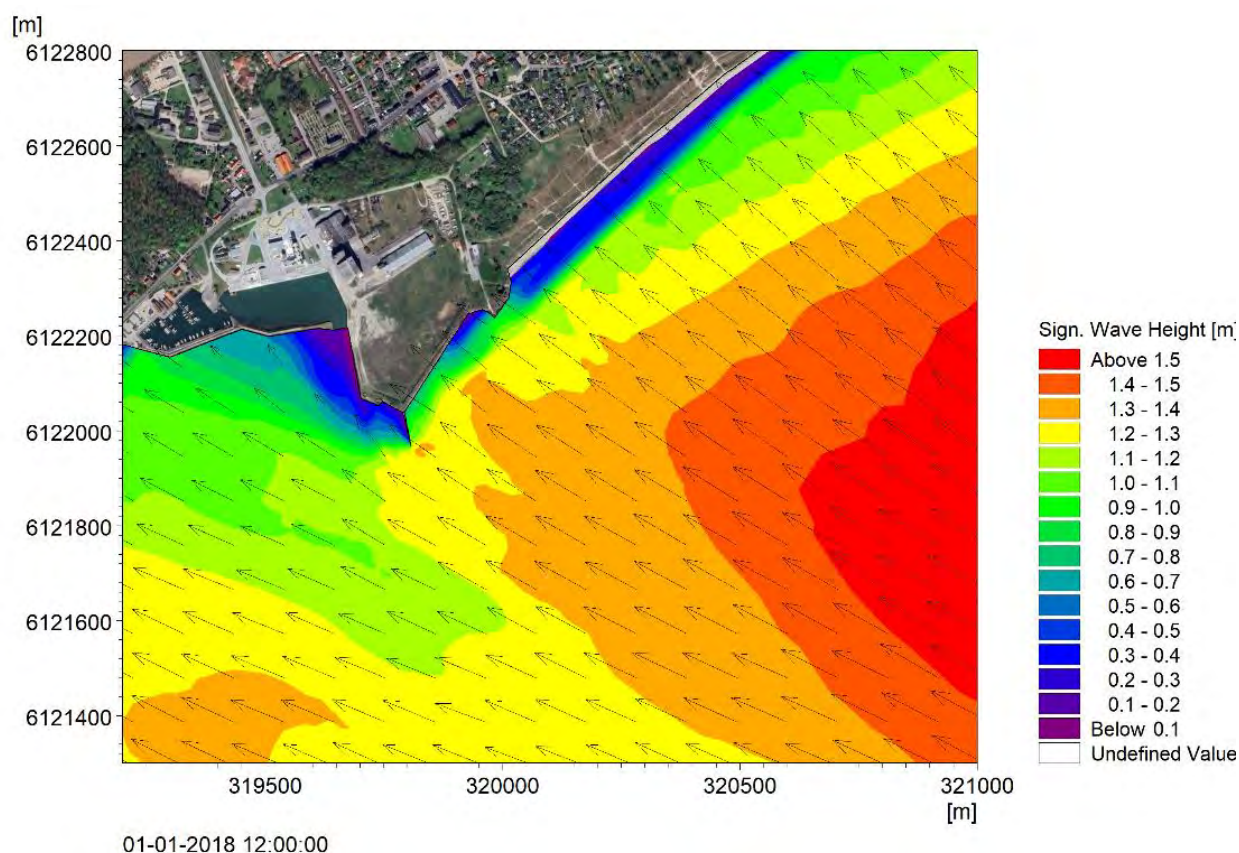 [m]
6122800
6122600
6122400
6122200
6122000
6121800
6121600
6121400
319500 320000 320500 321000
[m]
01-01-2018 12:00:00
Sign. Wave Height [m]
Above 1.5
1.4 - 1.5
1.3 - 1.4
1.2 - 1.3
1.1 - 1.2
1.0 - 1.1
0.9 - 1.0
0.8 - 0.9
0.7 - 0.8
0.6 - 0.7
0.5 - 0.6
0.4 - 0.5
0.3 - 0.4
0.2 - 0.3
0.1 - 0.2
Below 0.1
Undefined Value